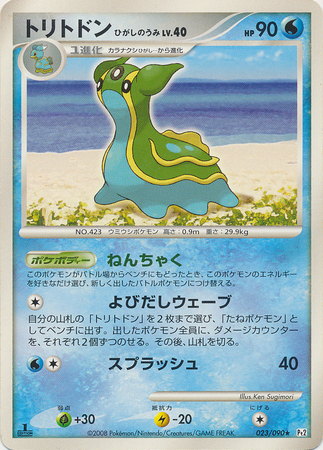 トリトドン ひがしのうみ LV.40 HP 90
1進化 カラナクシ ひがし… から進化
NO.423 ウミウシポケモン 高さ:0.9m 重さ:29.9kg
ポケボディー ねんちゃく
このポケモンがバトル場からベンチにもどったとき、このポケモンのエネルギー
を好きなだけ選び、新しく出したバトルポケモンにつけ替える。
よびだしウェーブ
自分の山札の「トリトドン」を2枚まで選び、「たねポケモン」と
してベンチに出す。出したポケモン全員に、ダメージカウンター
を、それぞれ2個ずつのせる。その後、山札を切る。
スプラッシュ 40
弱点 抵抗力 にげる
+30 -20
Illus.Ken Sugimori
1 EDITION ©2008 Pokémon/Nintendo/Creatures/GAME FREAK. 023/090★ Pt2